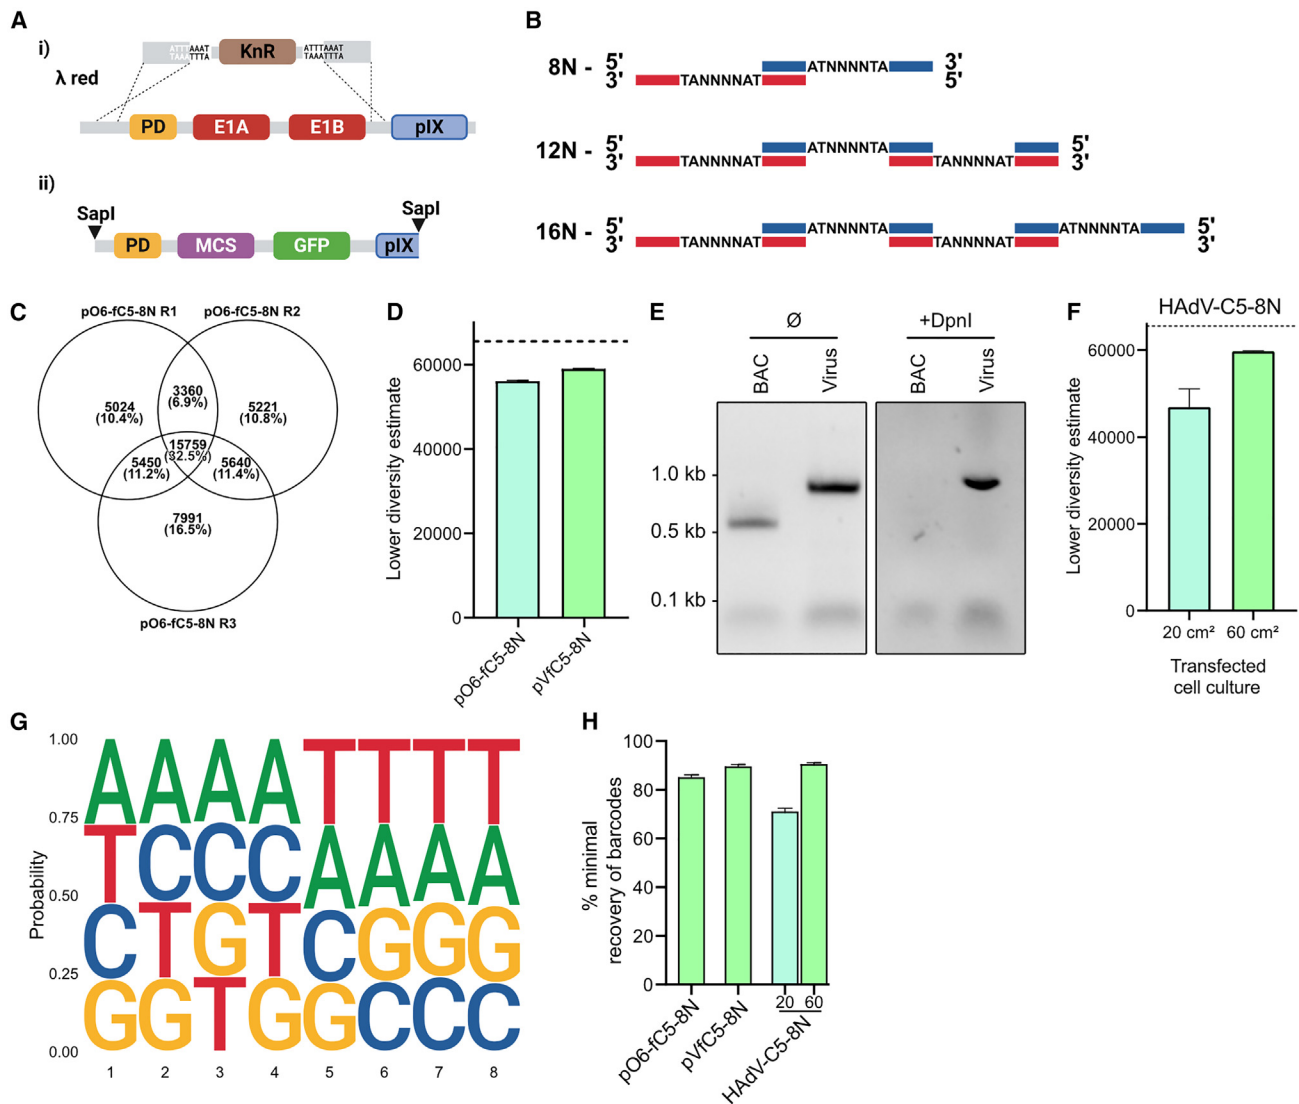 A
i)
ATTTAAAT
TAAATTTA
KnR
ATTTAAAT
TAAATTTA
λ red
PD
E1A
E1B
pIX
ii)
SapI
SapI
PD
MCS
GFP
pIX
B
8N - 5' ATNNNNTA 3'
3' TANNNNAT 5'
12N - 5' ATNNNNTA 5'
3' TANNNNAT TANNNNAT 3'
16N - 5' ATNNNNTA ATNNNNTA 5'
3' TANNNNAT TANNNNAT 3'
C
pO6-fC5-8N R1
pO6-fC5-8N R2
5024
(10.4%)
3360
(6.9%)
5221
(10.8%)
15759
(32.5%)
5450
(11.2%)
5640
(11.4%)
7991
(16.5%)
pO6-fC5-8N R3
D
Lower diversity estimate
60000
40000
20000
0
pO6-fC5-8N
pVfC5-8N
E
Ø
+DpnI
BAC
Virus
BAC
Virus
1.0 kb
0.5 kb
0.1 kb
F
HAdV-C5-8N
Lower diversity estimate
60000
40000
20000
0
20 cm² 60 cm²
Transfected
cell culture
G
Probability
1.00
0.75
0.50
0.25
0.00
A A A A T T T T
T C C C A A A A
C T G T C G G G
G G T G G C C C
1 2 3 4 5 6 7 8
H
% minimal
recovery of barcodes
100
80
60
40
20
0
20 60
pO6-fC5-8N
pVfC5-8N
HAdV-C5-8N